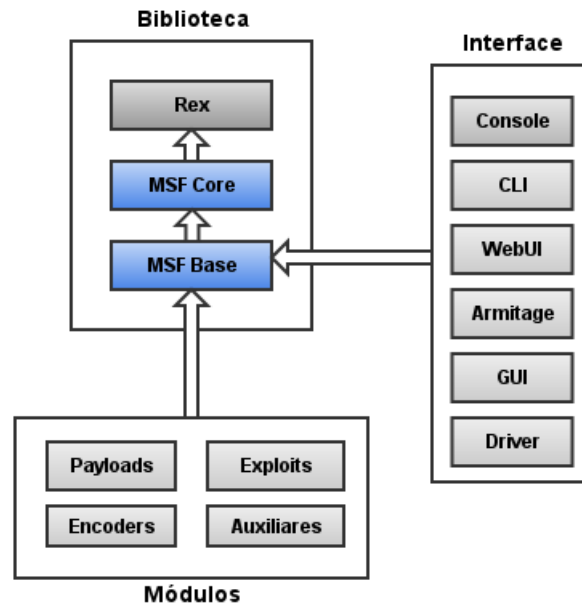 Biblioteca
Rex
MSF Core
MSF Base
Interface
Console
CLI
WebUI
Armitage
GUI
Driver
Payloads
Exploits
Encoders
Auxiliares
Módulos